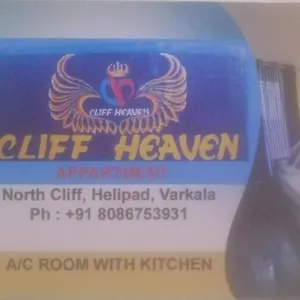 CLIFF HEAVEN
CLIFF HEAVEN
APPARTMENT
North Cliff, Helipad, Varkala
Ph : +91 8086753931
A/C ROOM WITH KITCHEN